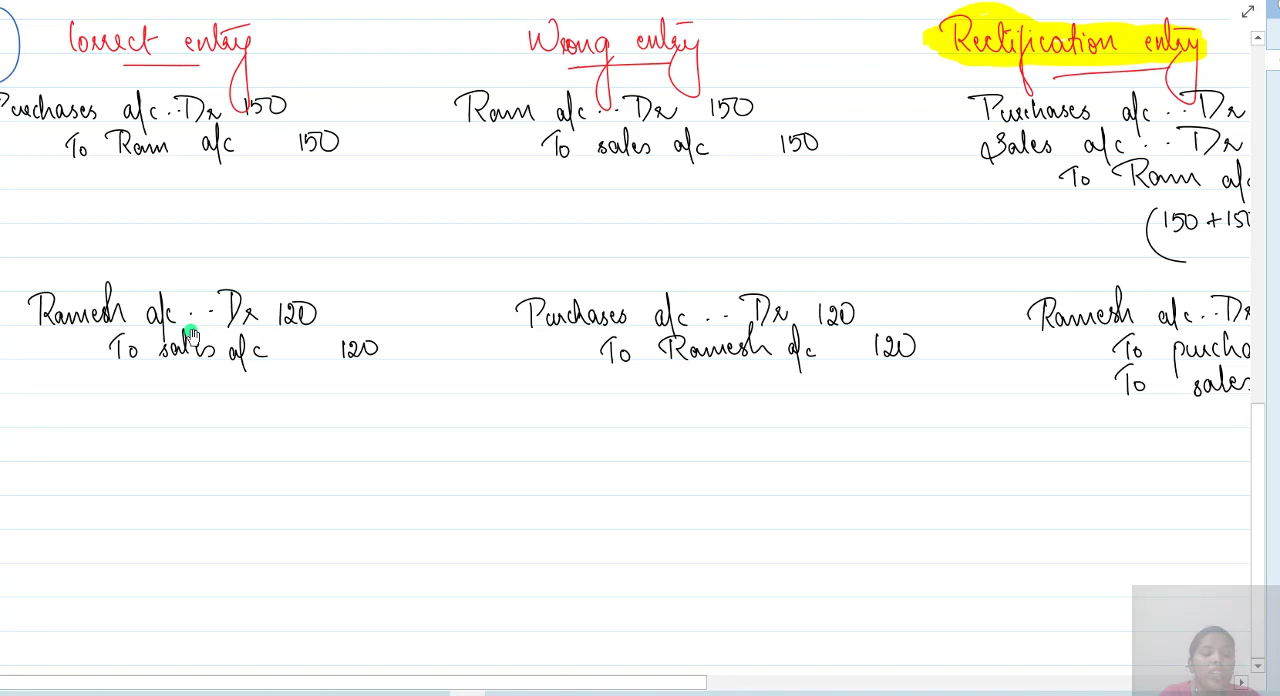 Correct entry
Purchases a/c .. Dr 150
To Ram a/c 150
Ramesh a/c .. Dr 120
To sales a/c 120
Wrong entry
Ram a/c .. Dr 150
To sales a/c 150
Purchases a/c .. Dr 120
To Ramesh a/c 120
Rectification entry
Purchases a/c .. Dr
Sales a/c .. Dr
To Ram a/c
(150 + 150
Ramesh a/c .. Dr
To purcha
To sales